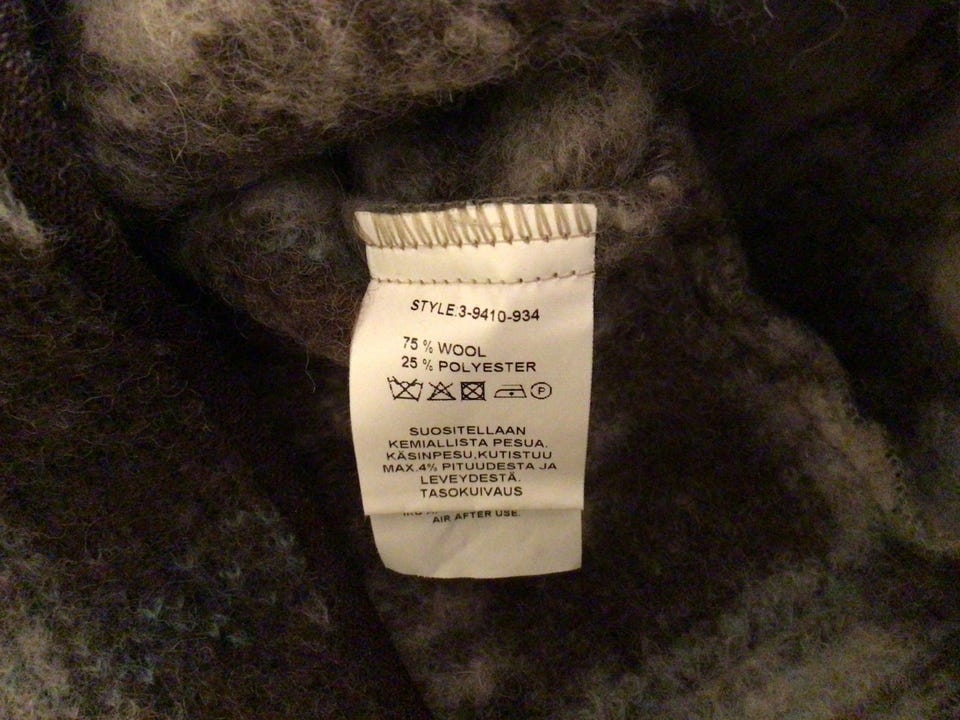 STYLE:3-9410-934
75 % WOOL
25 % POLYESTER
P
SUOSITELLAAN
KEMIALLISTA PESUA.
KÄSINPESU,KUTISTUU
MAX.4% PITUUDESTA JA
LEVEYDESTÄ.
TASOKUIVAUS
AIR AFTER USE.